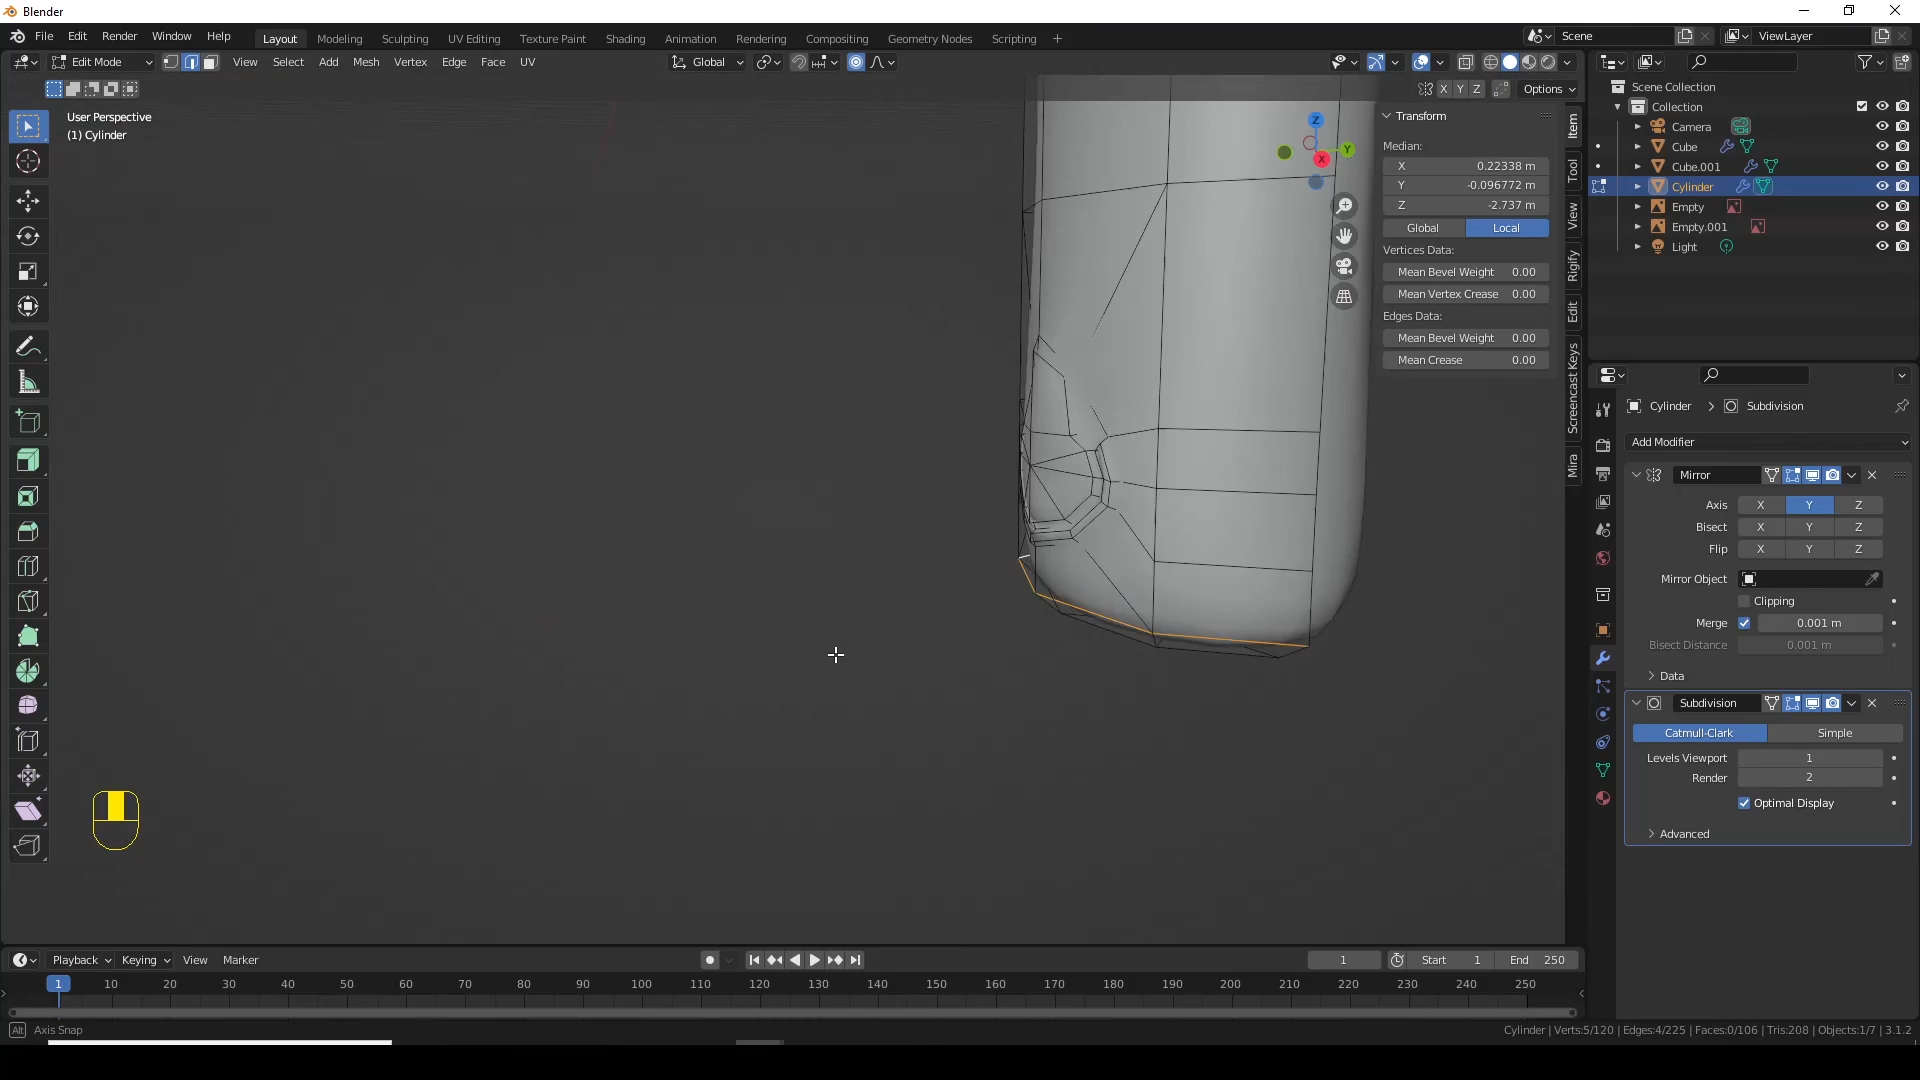 Blender
File Edit Render Window Help
Layout Modeling Sculpting UV Editing Texture Paint Shading Animation Rendering Compositing Geometry Nodes Scripting +
Scene
ViewLayer
Edit Mode
View Select Add Mesh Vertex Edge Face UV
Global
X Y Z
Options
User Perspective
(1) Cylinder
Z
Y
X
Transform
Median:
X 0.22338 m
Y -0.096772 m
Z -2.737 m
Global Local
Vertices Data:
Mean Bevel Weight 0.00
Mean Vertex Crease 0.00
Edges Data:
Mean Bevel Weight 0.00
Mean Crease 0.00
Item
Tool
View
Rigify
Edit
Screencast Keys
Mira
Scene Collection
Collection
Camera
Cube
Cube.001
Cylinder
Empty
Empty.001
Light
Cylinder > Subdivision
Add Modifier
Mirror
Axis X Y Z
Bisect X Y Z
Flip X Y Z
Mirror Object
Clipping
Merge 0.001 m
Bisect Distance 0.001 m
Data
Subdivision
Catmull-Clark Simple
Levels Viewport 1
Render 2
Optimal Display
Advanced
Playback Keying View Marker
1 Start 1 End 250
1 10 20 30 40 50 60 70 80 90 100 110 120 130 140 150 160 170 180 190 200 210 220 230 240 250
Alt Axis Snap
Cylinder | Verts:5/120 | Edges:4/225 | Faces:0/106 | Tris:208 | Objects:1/7 | 3.1.2